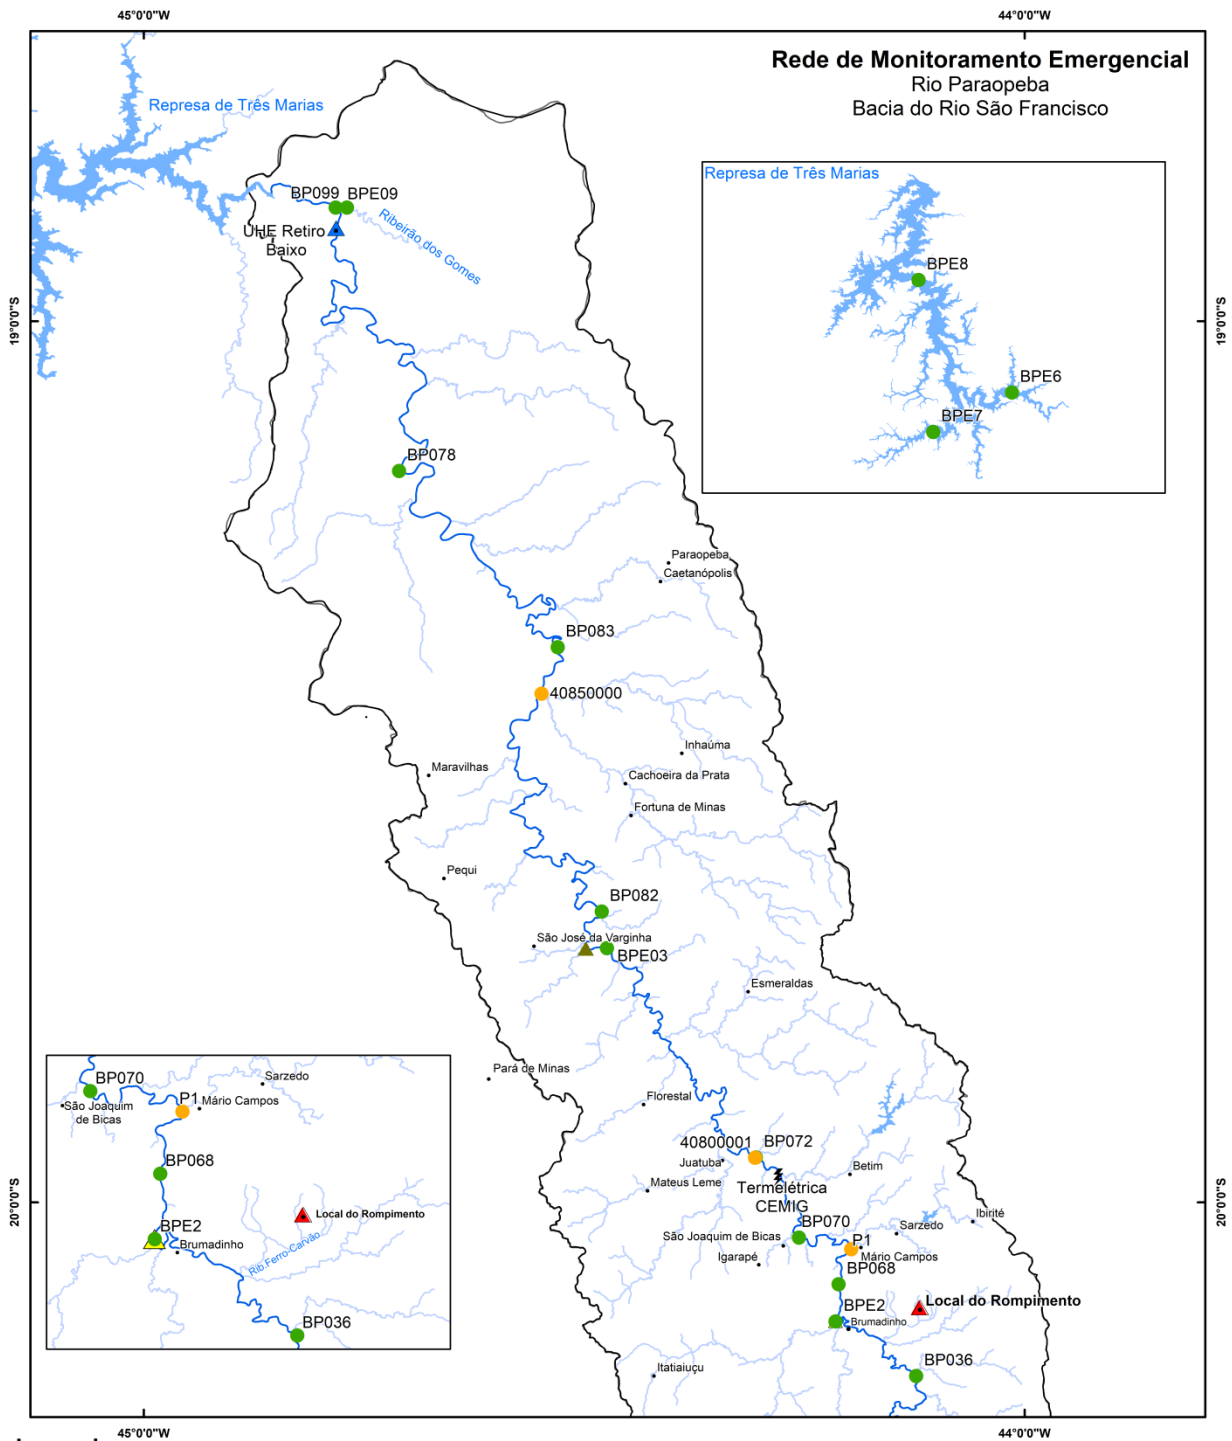 45°0'0"W
44°0'0"W
Rede de Monitoramento Emergencial
Rio Paraopeba
Bacia do Rio São Francisco
Represa de Três Marias
Represa de Três Marias
BP099
BPE09
Ribeirão dos Gomes
UHE Retiro
Baixo
BPE8
19°0'0"S
19°0'0"S
BPE6
BPE7
BP078
Paraopeba
Caetanópolis
BP083
40850000
Inhaúma
Maravilhas
Cachoeira da Prata
Fortuna de Minas
Pequi
BP082
São José da Varginha
BPE03
Esmeraldas
Pará de Minas
Florestal
BP070
Sarzedo
P1
Mário Campos
São Joaquim
de Bicas
BP068
Local do Rompimento
BPE2
Brumadinho
Rib.Ferro-Carvão
BP036
40800001
BP072
Juatuba
Betim
Mateus Leme
Termelétrica
CEMIG
20°0'0"S
20°0'0"S
Ibirité
BP070
Sarzedo
São Joaquim de Bicas
P1
Mário Campos
Igarapé
BP068
Local do Rompimento
BPE2
Brumadinho
Itatiaiuçu
BP036
45°0'0"W
44°0'0"W